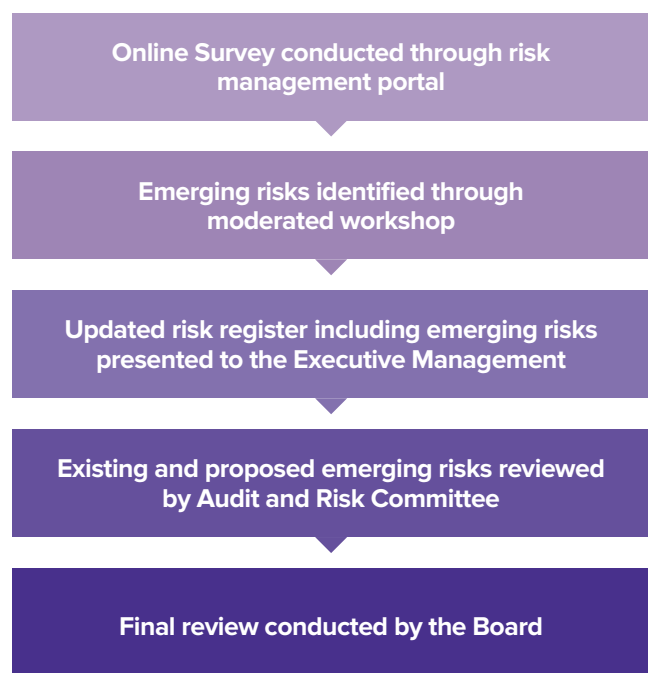 Online Survey conducted through risk
management portal
Emerging risks identified through
moderated workshop
Updated risk register including emerging risks
presented to the Executive Management
Existing and proposed emerging risks reviewed
by Audit and Risk Committee
Final review conducted by the Board